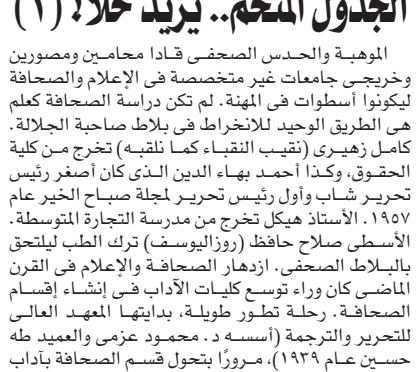 الجدول المتخم.. يريد حلا! (١)
الموهبة والحدس الصحفى قادا محامين ومصورين
وخريجى جامعات غير متخصصة فى الإعلام والصحافة
ليكونوا أسطوات فى المهنة. لم تكن دراسة الصحافة كعلم
هى الطريق الوحيد للانخراط فى بلاط صاحبة الجلالة.
كامل زهيرى (نقيب النقباء كما نلقبه) تخرج من كلية
الحقوق، وكذا أحمد بهاء الدين الذى كان أصغر رئيس
تحرير شاب وأول رئيس تحرير لمجلة صباح الخير عام
١٩٥٧. الأستاذ هيكل تخرج من مدرسة التجارة المتوسطة.
الأسطى صلاح حافظ (روزاليوسف) ترك الطب ليلتحق
بالبلاط الصحفى. ازدهار الصحافة والإعلام فى القرن
الماضى كان وراء توسع كليات الآداب فى إنشاء إقسام
الصحافة. رحلة تطور طويلة، بدايتها المعهد العالى
للتحرير والترجمة (أسسه د. محمود عزمى والعميد طه
حسين عام ١٩٣٩)، مرورًا بتحول قسم الصحافة بآداب